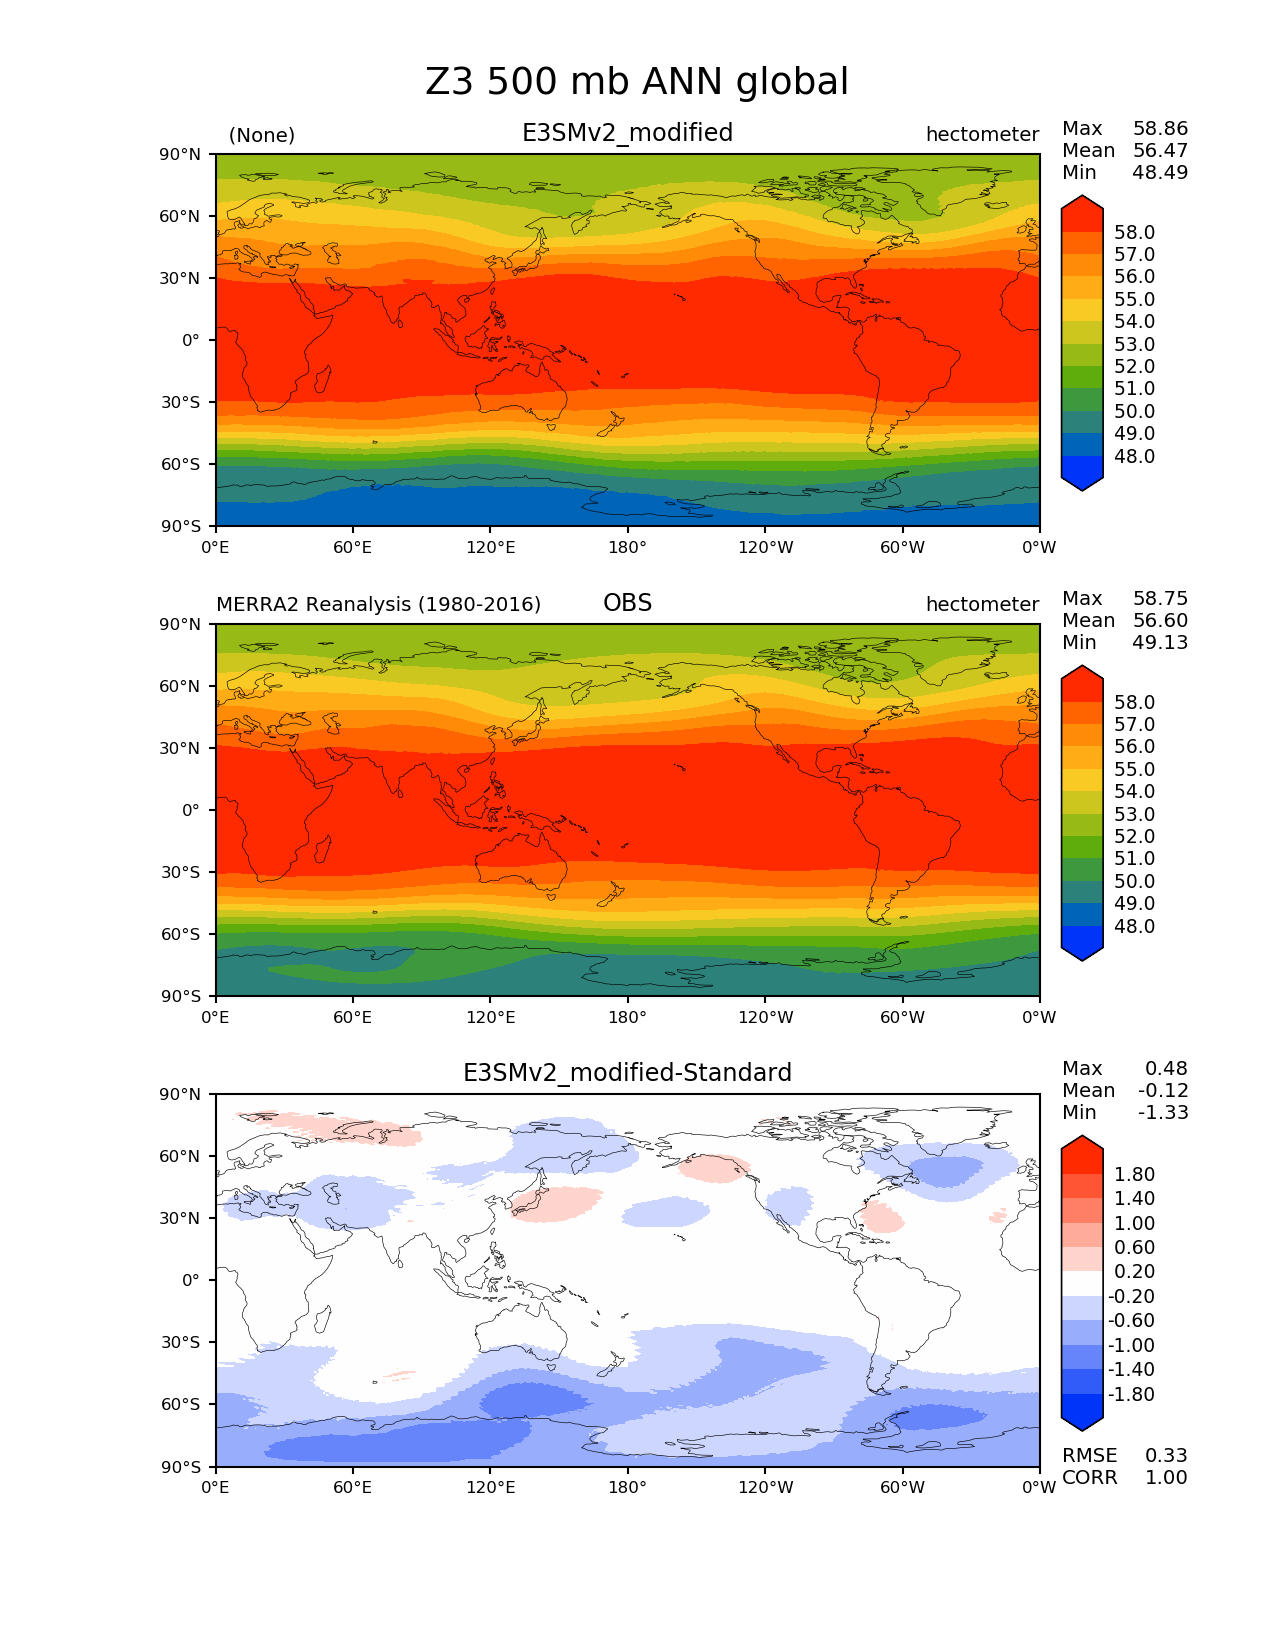 Z3 500 mb ANN global
(None) E3SMv2_modified hectometer
Max 58.86
Mean 56.47
Min 48.49
90°N
60°N
30°N
0°
30°S
60°S
90°S
0°E 60°E 120°E 180° 120°W 60°W 0°W
58.0
57.0
56.0
55.0
54.0
53.0
52.0
51.0
50.0
49.0
48.0
MERRA2 Reanalysis (1980-2016) OBS hectometer
Max 58.75
Mean 56.60
Min 49.13
90°N
60°N
30°N
0°
30°S
60°S
90°S
0°E 60°E 120°E 180° 120°W 60°W 0°W
58.0
57.0
56.0
55.0
54.0
53.0
52.0
51.0
50.0
49.0
48.0
E3SMv2_modified-Standard
Max 0.48
Mean -0.12
Min -1.33
90°N
60°N
30°N
0°
30°S
60°S
90°S
0°E 60°E 120°E 180° 120°W 60°W 0°W
1.80
1.40
1.00
0.60
0.20
-0.20
-0.60
-1.00
-1.40
-1.80
RMSE 0.33
CORR 1.00